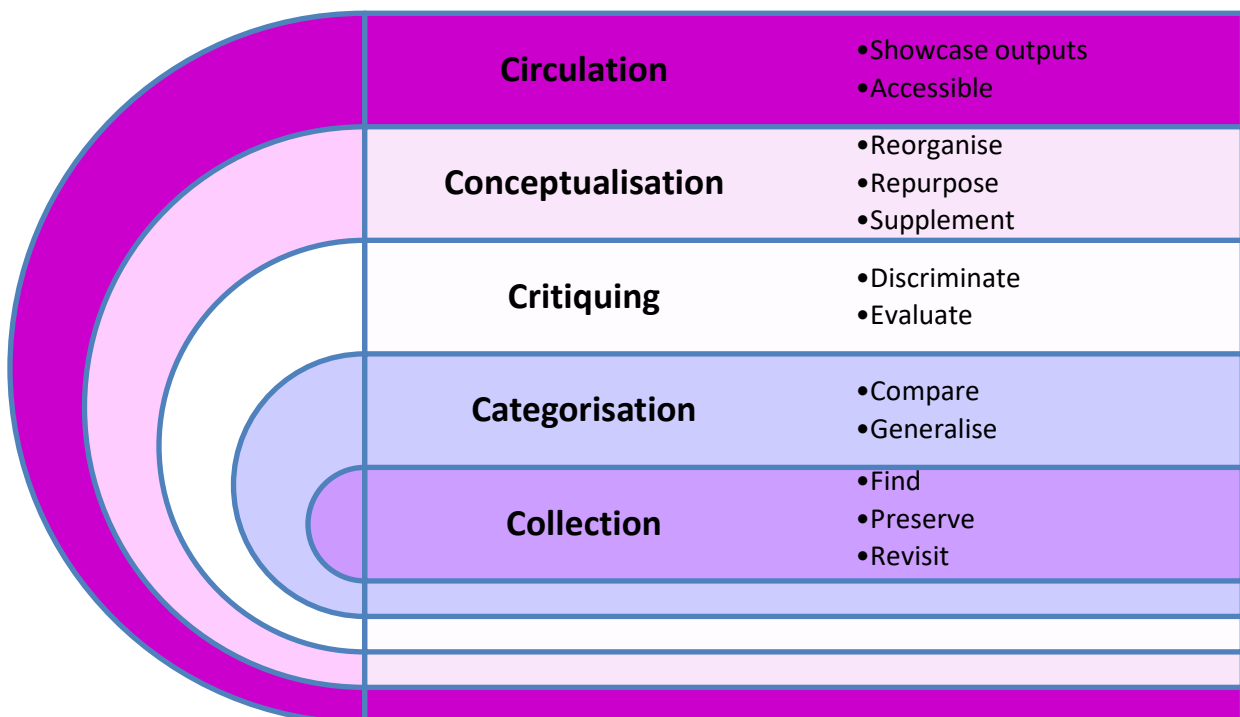 Circulation
•Showcase outputs
•Accessible
Conceptualisation
•Reorganise
•Repurpose
•Supplement
Critiquing
•Discriminate
•Evaluate
Categorisation
•Compare
•Generalise
Collection
•Find
•Preserve
•Revisit